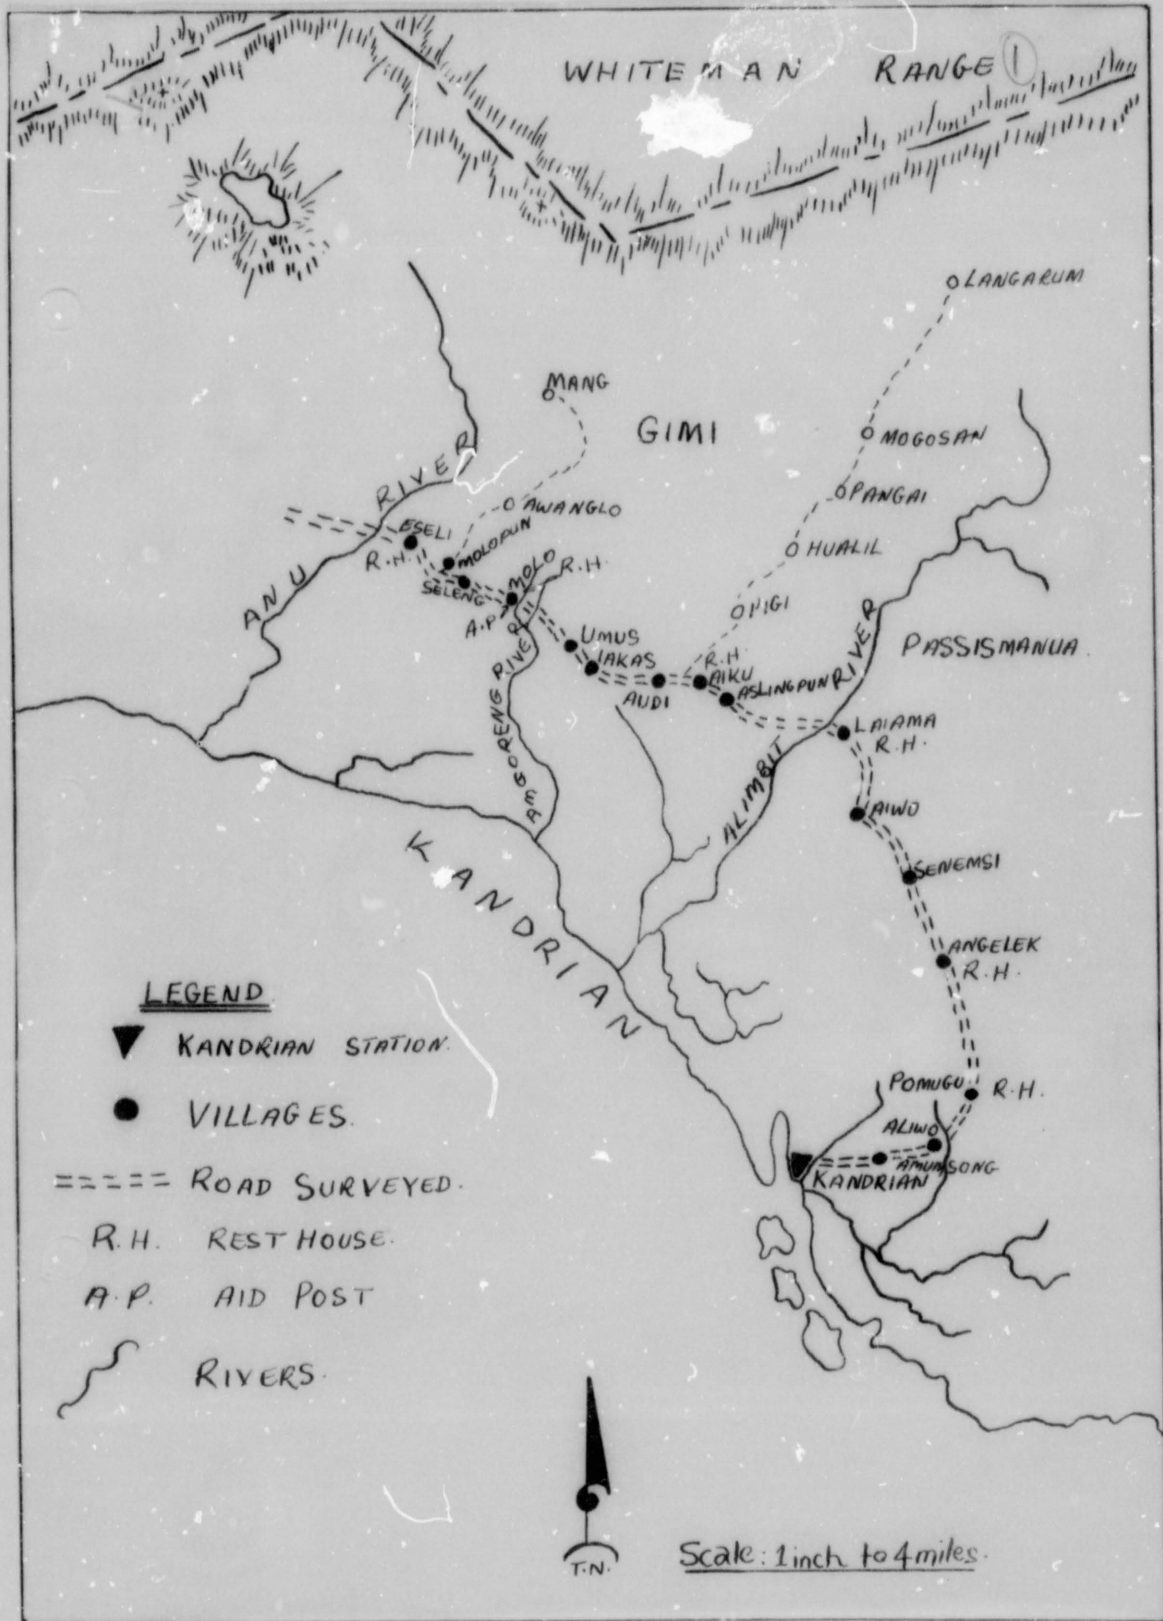 WHITEMAN RANGE 1
LANGARUM
MANG
GIMI
MOGOSAN
PANGAI
AWANGLO
HUALIL
ANU RIVER
ESELI
R.H.
MOLOPUN
SELENG
MOLO
R.H.
A.P
UMUS
IAKAS
AUDI
R.H.
AIKU
ASLINGPUN
PASSISMANUA.
LAIAMA
R.H.
AMGORENG RIVER
ALIMBIT RIVER
AIWO
SENEMSI
ANGELEK
R.H.
KANDRIAN
POMUGU
R.H.
ALIWO
AMUMSONG
KANDRIAN
LEGEND
KANDRIAN STATION.
VILLAGES.
ROAD SURVEYED.
R.H. REST HOUSE.
A.P. AID POST
RIVERS.
T.N.
Scale: 1 inch to 4 miles.